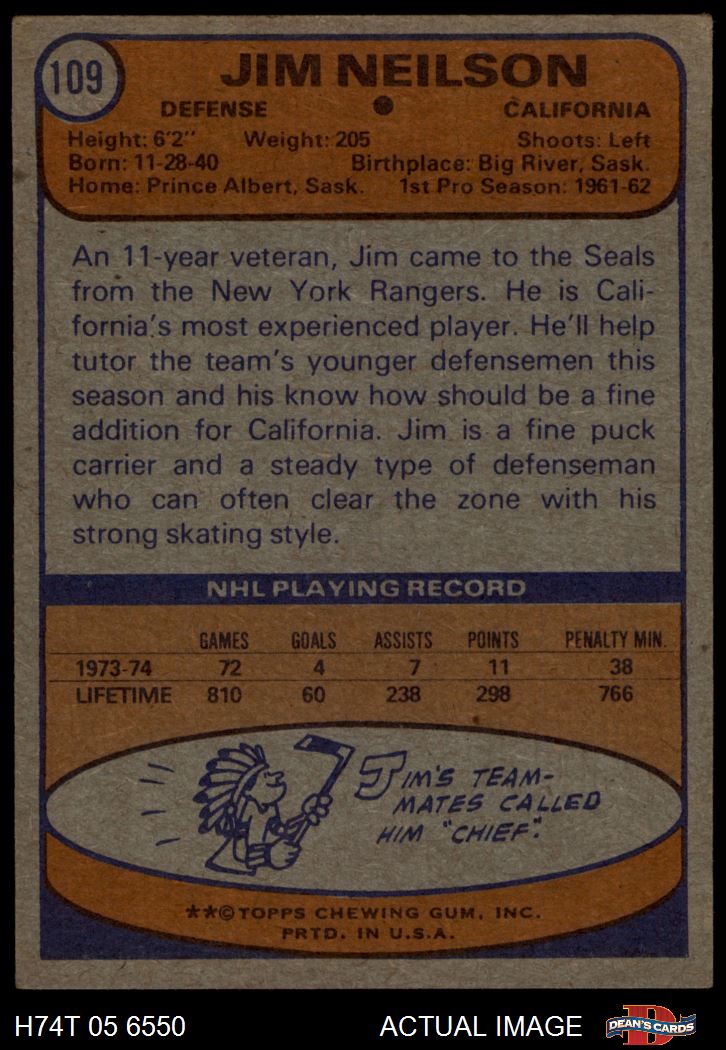 109
JIM NEILSON
DEFENSE ● CALIFORNIA
Height: 6'2" Weight: 205 Shoots: Left
Born: 11-28-40 Birthplace: Big River, Sask.
Home: Prince Albert, Sask. 1st Pro Season: 1961-62
An 11-year veteran, Jim came to the Seals
from the New York Rangers. He is Cali-
fornia's most experienced player. He'll help
tutor the team's younger defensemen this
season and his know how should be a fine
addition for California. Jim is a fine puck
carrier and a steady type of defenseman
who can often clear the zone with his
strong skating style.
NHL PLAYING RECORD
GAMES GOALS ASSISTS POINTS PENALTY MIN.
1973-74 72 4 7 11 38
LIFETIME 810 60 238 298 766
JIM'S TEAM-
MATES CALLED
HIM "CHIEF".
**©TOPPS CHEWING GUM, INC.
PRTD. IN U.S.A.
H74T 05 6550 ACTUAL IMAGE D DEAN'S CARDS